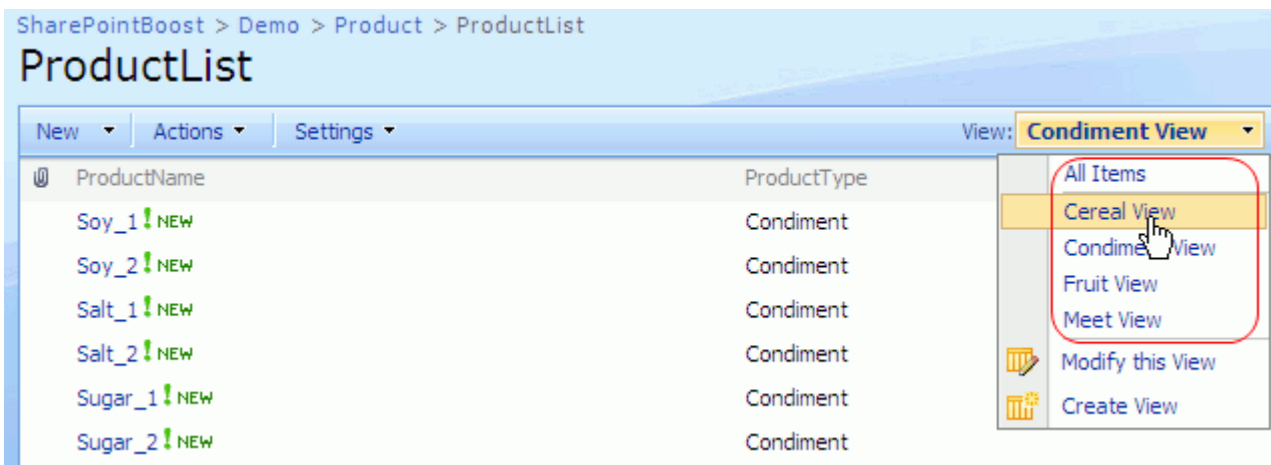 SharePointBoost > Demo > Product > ProductList
ProductList
New Actions Settings View: Condiment View
ProductName ProductType
All Items
Soy_1 ! NEW Condiment
Cereal View
Soy_2 ! NEW Condiment
Condiment View
Salt_1 ! NEW Condiment
Fruit View
Meet View
Salt_2 ! NEW Condiment
Modify this View
Sugar_1 ! NEW Condiment
Create View
Sugar_2 ! NEW Condiment